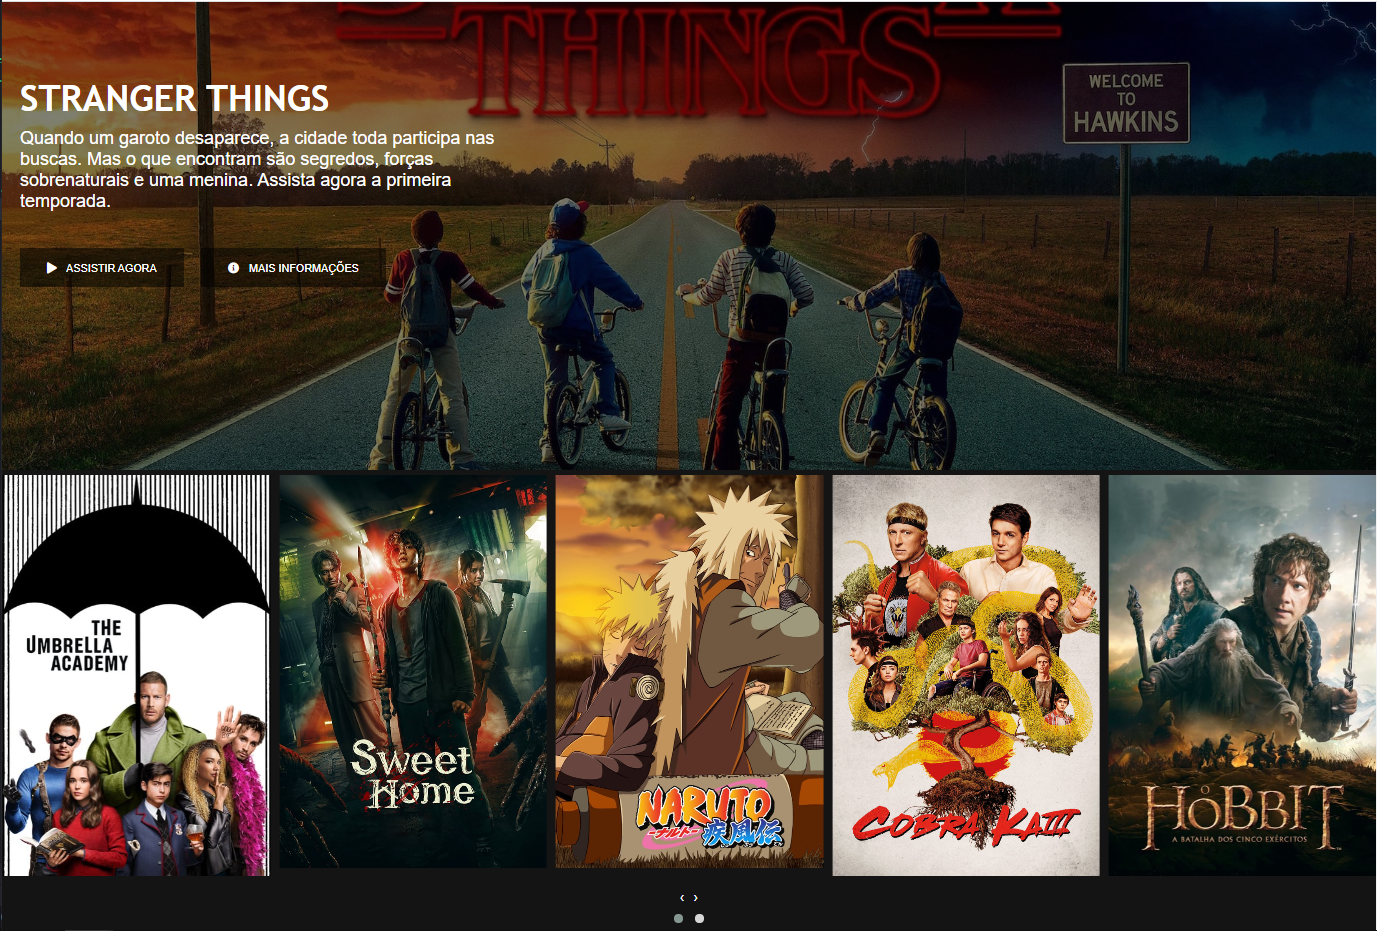 THINGS
WELCOME
TO
HAWKINS
STRANGER THINGS
Quando um garoto desaparece, a cidade toda participa nas
buscas. Mas o que encontram são segredos, forças
sobrenaturais e uma menina. Assista agora a primeira
temporada.
ASSISTIR AGORA
MAIS INFORMAÇÕES
THE
UMBRELLA
ACADEMY
Sweet
Home
NARUTO
-ナルト-
疾風伝
COBRA KAI
THE
HOBBIT
A BATALHA DOS CINCO EXÉRCITOS
‹ ›